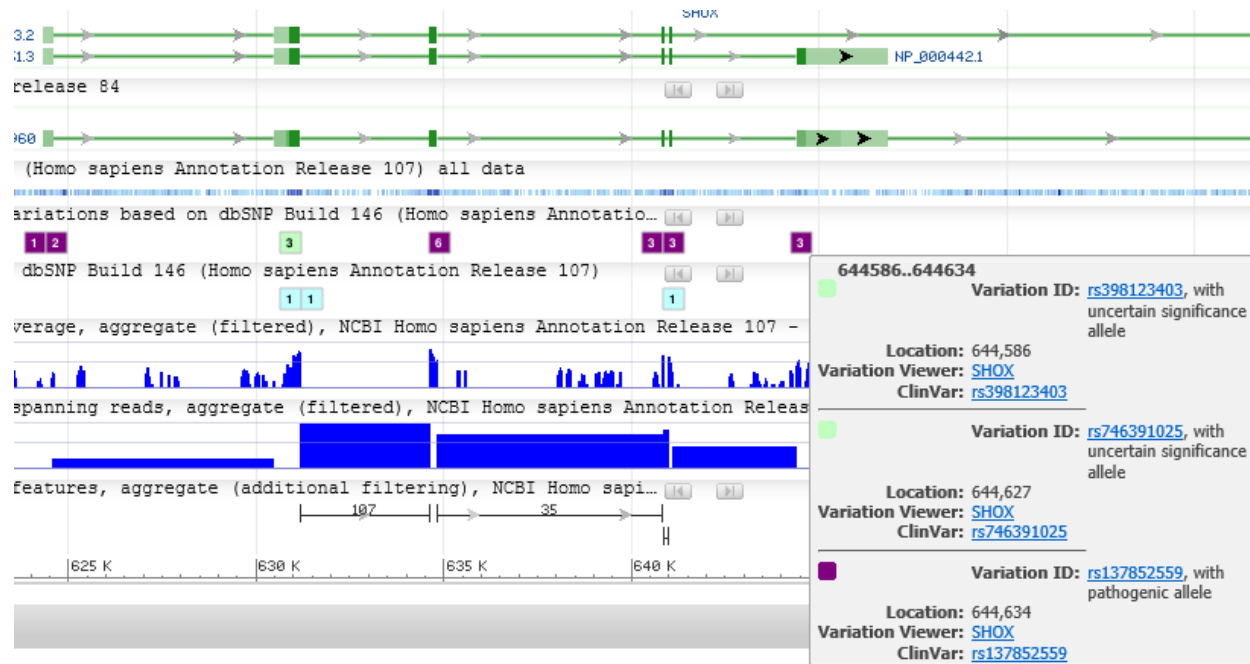 SHOX
3.2
NP_000442.1
release 84
960
(Homo sapiens Annotation Release 107) all data
ariations based on dbSNP Build 146 (Homo sapiens Annotatio…
1 2 3 6 3 3 3
dbSNP Build 146 (Homo sapiens Annotation Release 107)
1 1 1
verage, aggregate (filtered), NCBI Homo sapiens Annotation Release 107 -
spanning reads, aggregate (filtered), NCBI Homo sapiens Annotation Releas
features, aggregate (additional filtering), NCBI Homo sapi…
107 35
625 K 630 K 635 K 640 K
644586..644634
Variation ID: rs398123403, with
uncertain significance
allele
Location: 644,586
Variation Viewer: SHOX
ClinVar: rs398123403
Variation ID: rs746391025, with
uncertain significance
allele
Location: 644,627
Variation Viewer: SHOX
ClinVar: rs746391025
Variation ID: rs137852559, with
pathogenic allele
Location: 644,634
Variation Viewer: SHOX
ClinVar: rs137852559